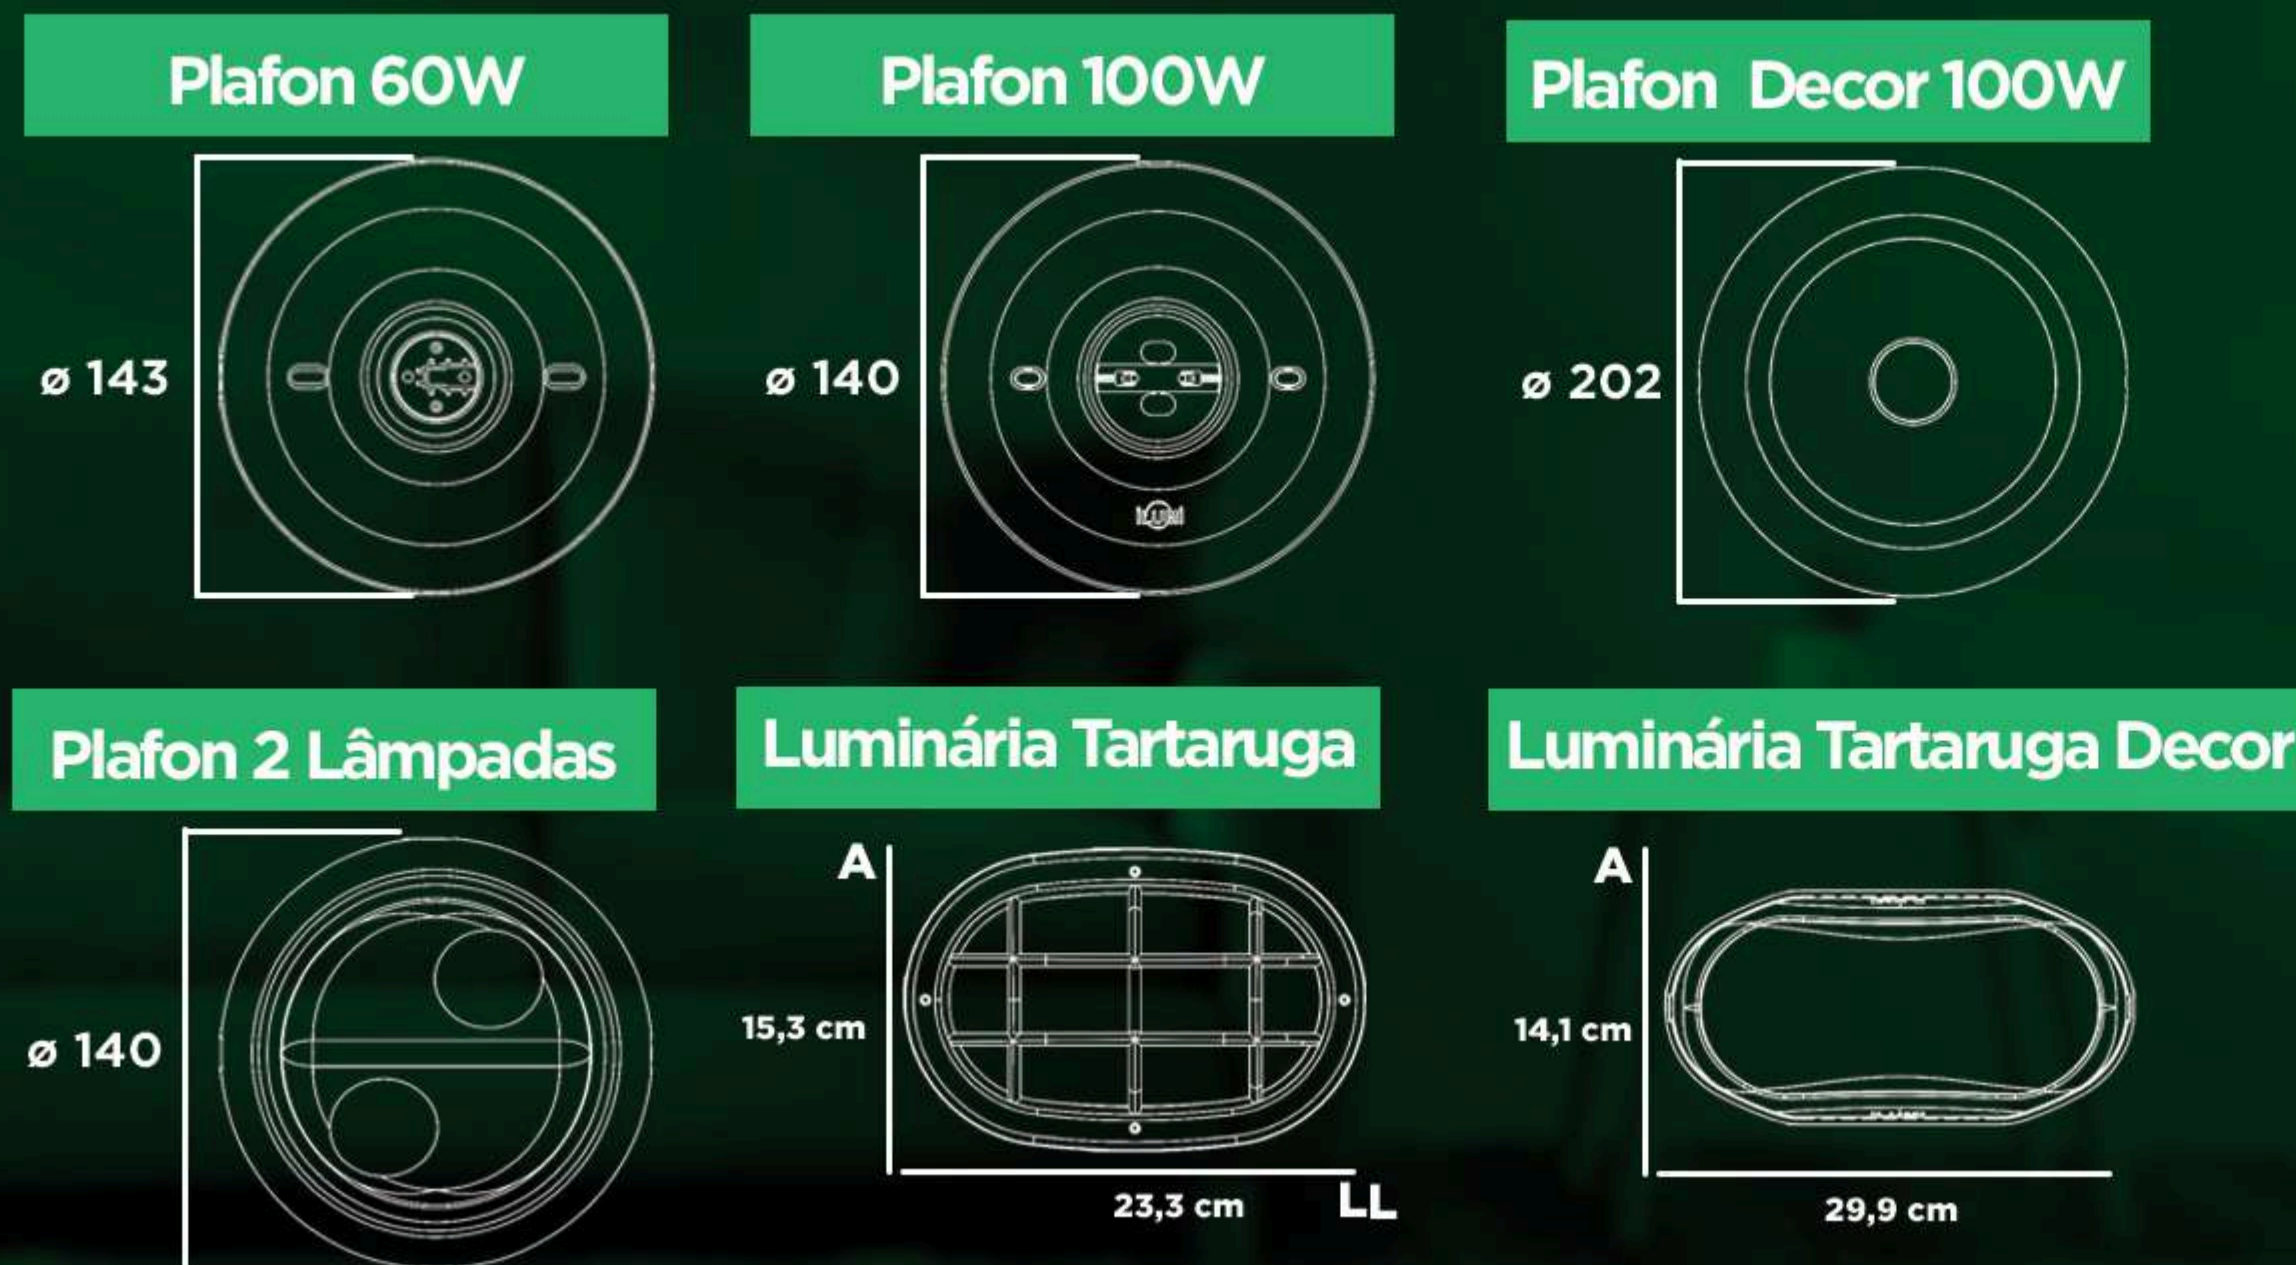 Plafon 60W
Plafon 100W
Plafon Decor 100W
ø 143
ø 140
ø 202
ILUMI
Plafon 2 Lâmpadas
Luminária Tartaruga
Luminária Tartaruga Decor
ø 140
A
15,3 cm
23,3 cm
LL
A
14,1 cm
29,9 cm